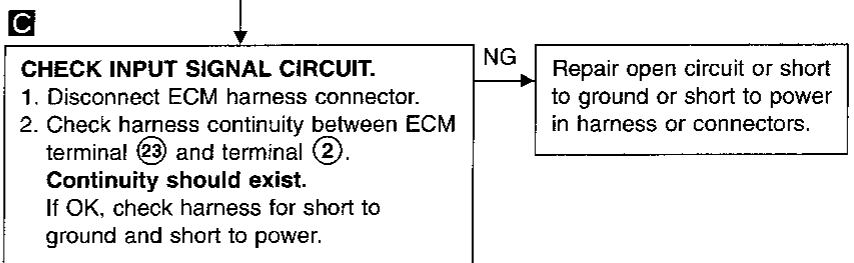 C
CHECK INPUT SIGNAL CIRCUIT.
1. Disconnect ECM harness connector.
2. Check harness continuity between ECM
terminal 23 and terminal 2.
Continuity should exist.
If OK, check harness for short to
ground and short to power.
NG
Repair open circuit or short
to ground or short to power
in harness or connectors.